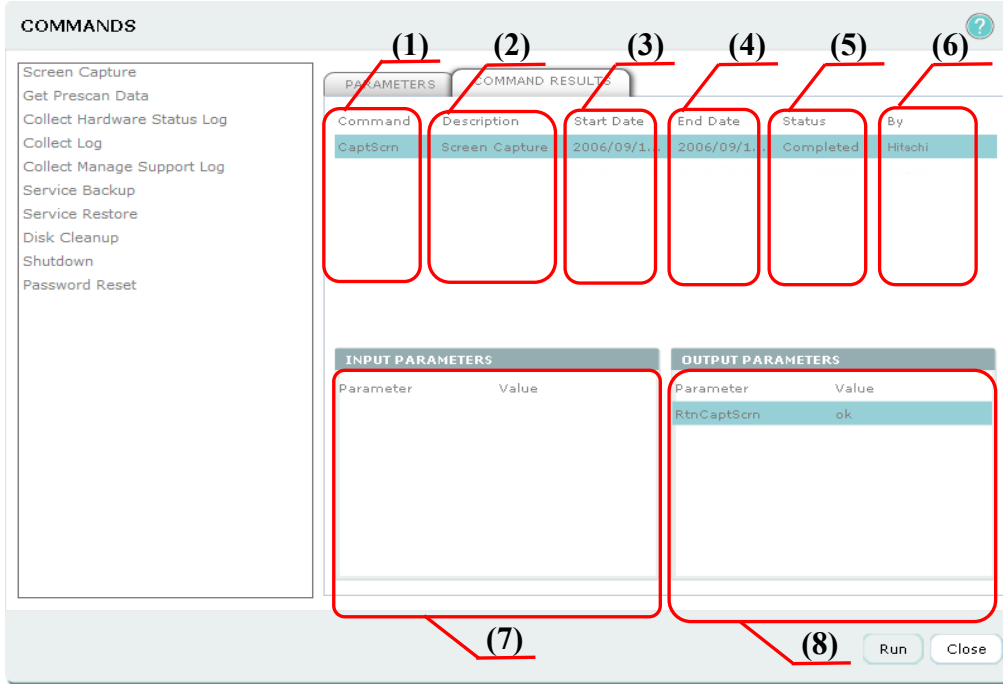 COMMANDS
?
(1) (2) (3) (4) (5) (6)
Screen Capture
Get Prescan Data
Collect Hardware Status Log
Collect Log
Collect Manage Support Log
Service Backup
Service Restore
Disk Cleanup
Shutdown
Password Reset
PARAMETERS COMMAND RESULTS
Command Description Start Date End Date Status By
CaptScrn Screen Capture 2006/09/1... 2006/09/1... Completed Hitachi
INPUT PARAMETERS
Parameter Value
OUTPUT PARAMETERS
Parameter Value
RtnCaptScrn ok
(7) (8)
Run Close